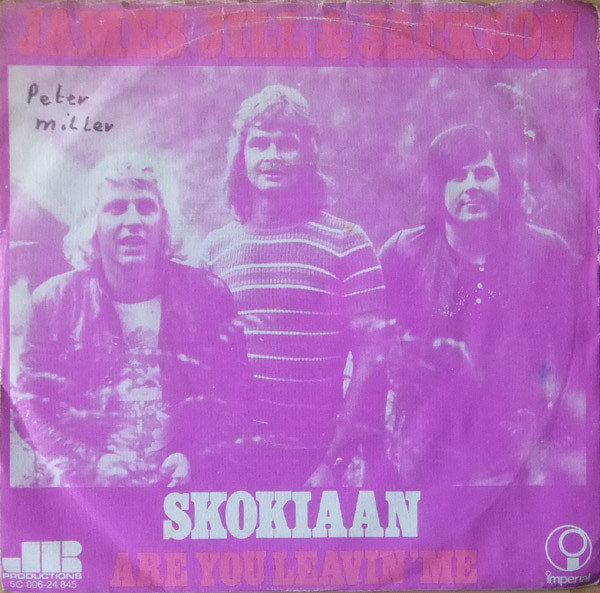 JAMES JILL & JACKSON
Peter
Miller
SKOKIAAN
ARE YOU LEAVIN' ME
JR
PRODUCTIONS
5C 006-24 845
imperial